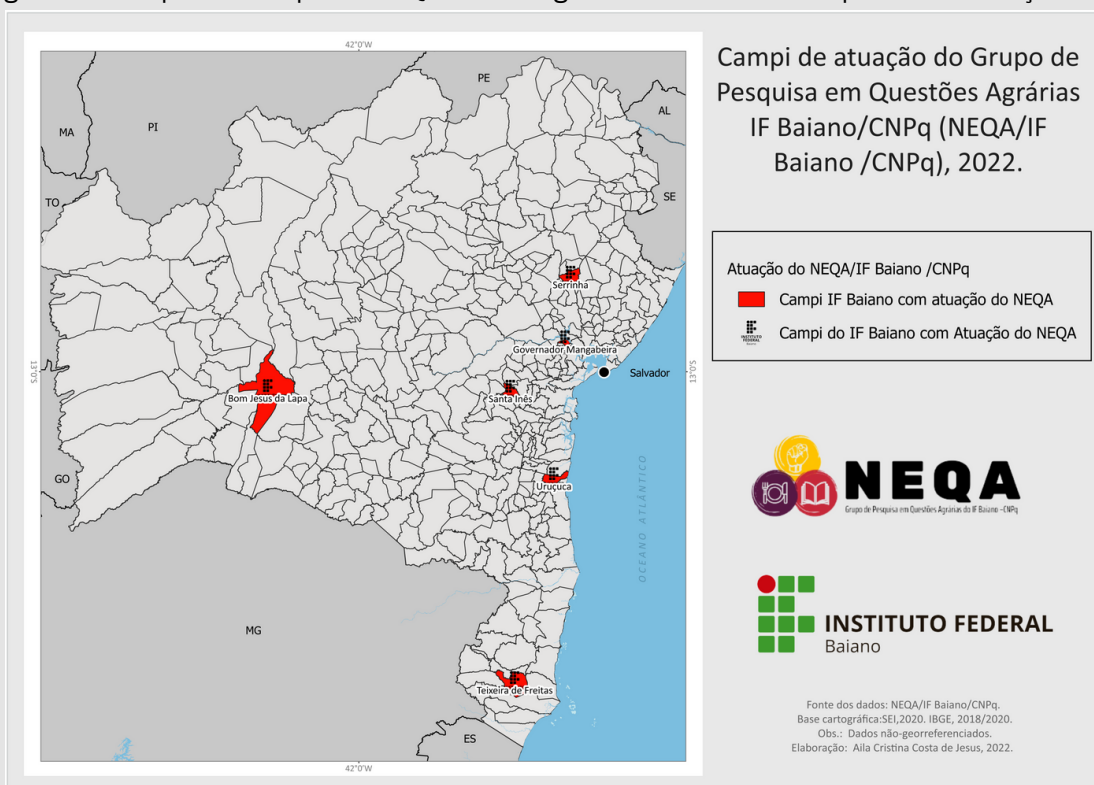 42°0'W
Campi de atuação do Grupo de
Pesquisa em Questões Agrárias
IF Baiano/CNPq (NEQA/IF
Baiano /CNPq), 2022.
PE
AL
MA
PI
TO
SE
Atuação do NEQA/IF Baiano /CNPq
Campi IF Baiano com atuação do NEQA
INSTITUTO
FEDERAL
Campi do IF Baiano com Atuação do NEQA
Serrinha
Governador Mangabeira
13°0'S
Salvador
13°0'S
Bom Jesus da Lapa
Santa Inês
GO
Uruçuca
OCEANO ATLÂNTICO
NEQA
Grupo de Pesquisa em Questões Agrárias do IF Baiano -CNPq
MG
INSTITUTO FEDERAL
Baiano
Teixeira de Freitas
ES
Fonte dos dados: NEQA/IF Baiano/CNPq.
Base cartográfica:SEI,2020. IBGE, 2018/2020.
Obs.: Dados não-georreferenciados.
Elaboração: Aila Cristina Costa de Jesus, 2022.
42°0'W